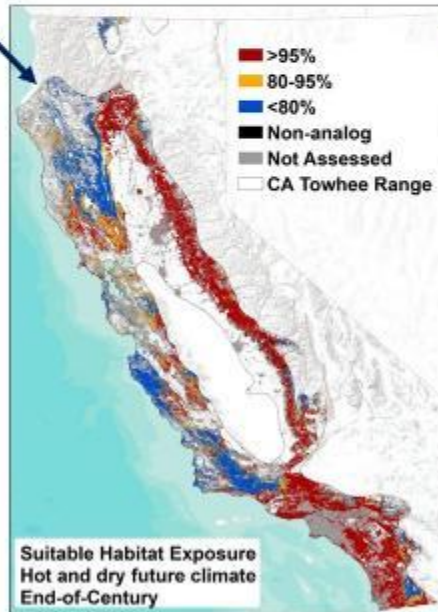 >95%
80-95%
<80%
Non-analog
Not Assessed
CA Towhee Range
Suitable Habitat Exposure
Hot and dry future climate
End-of-Century